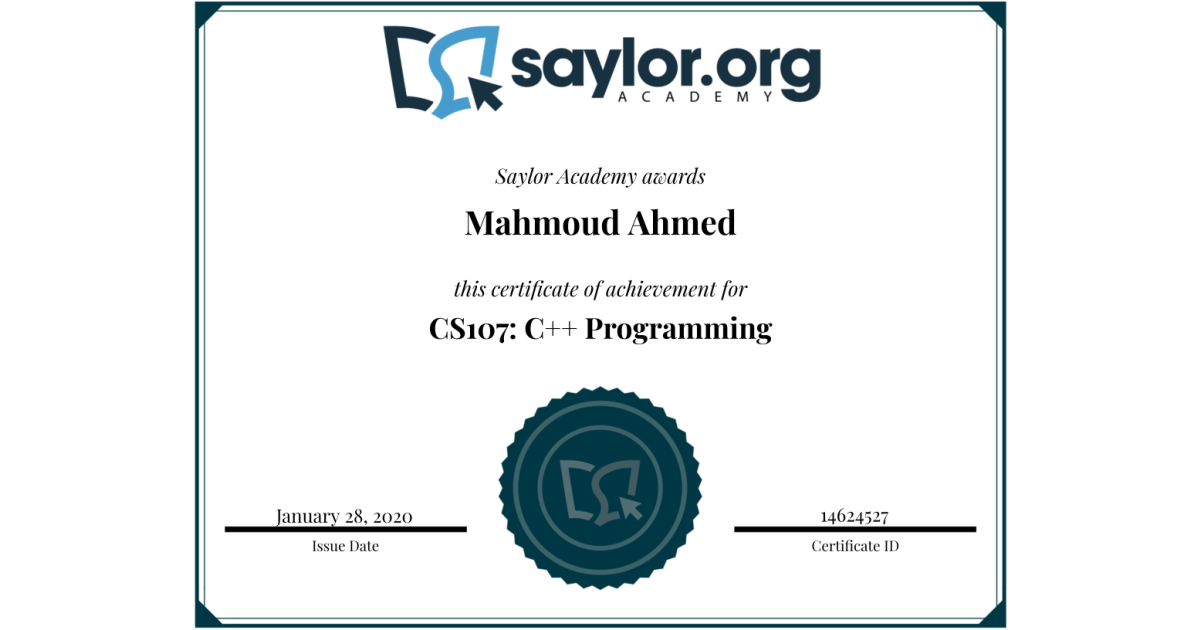 saylor.org
ACADEMY
Saylor Academy awards
Mahmoud Ahmed
this certificate of achievement for
CS107: C++ Programming
January 28, 2020
Issue Date
14624527
Certificate ID